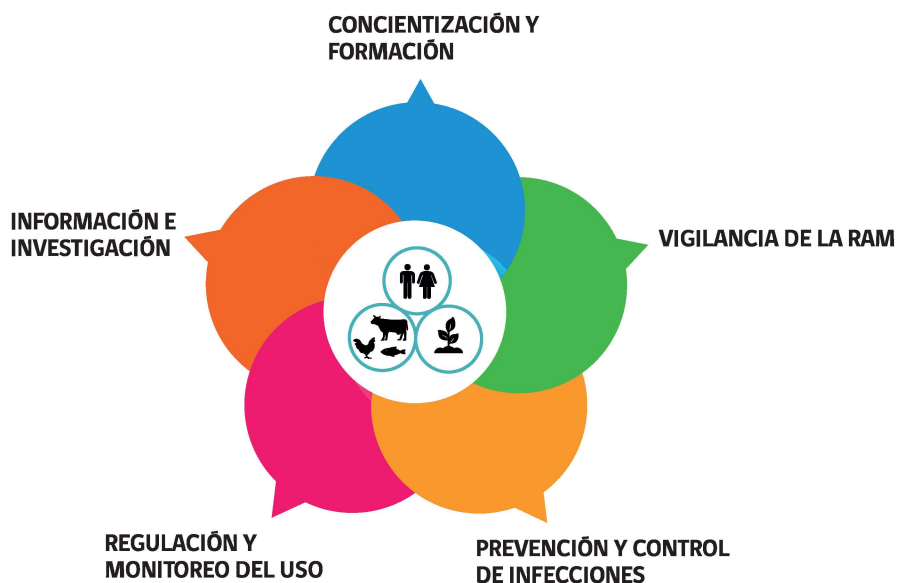 CONCIENTIZACIÓN Y
FORMACIÓN
INFORMACIÓN E
INVESTIGACIÓN
VIGILANCIA DE LA RAM
REGULACIÓN Y
MONITOREO DEL USO
PREVENCIÓN Y CONTROL
DE INFECCIONES